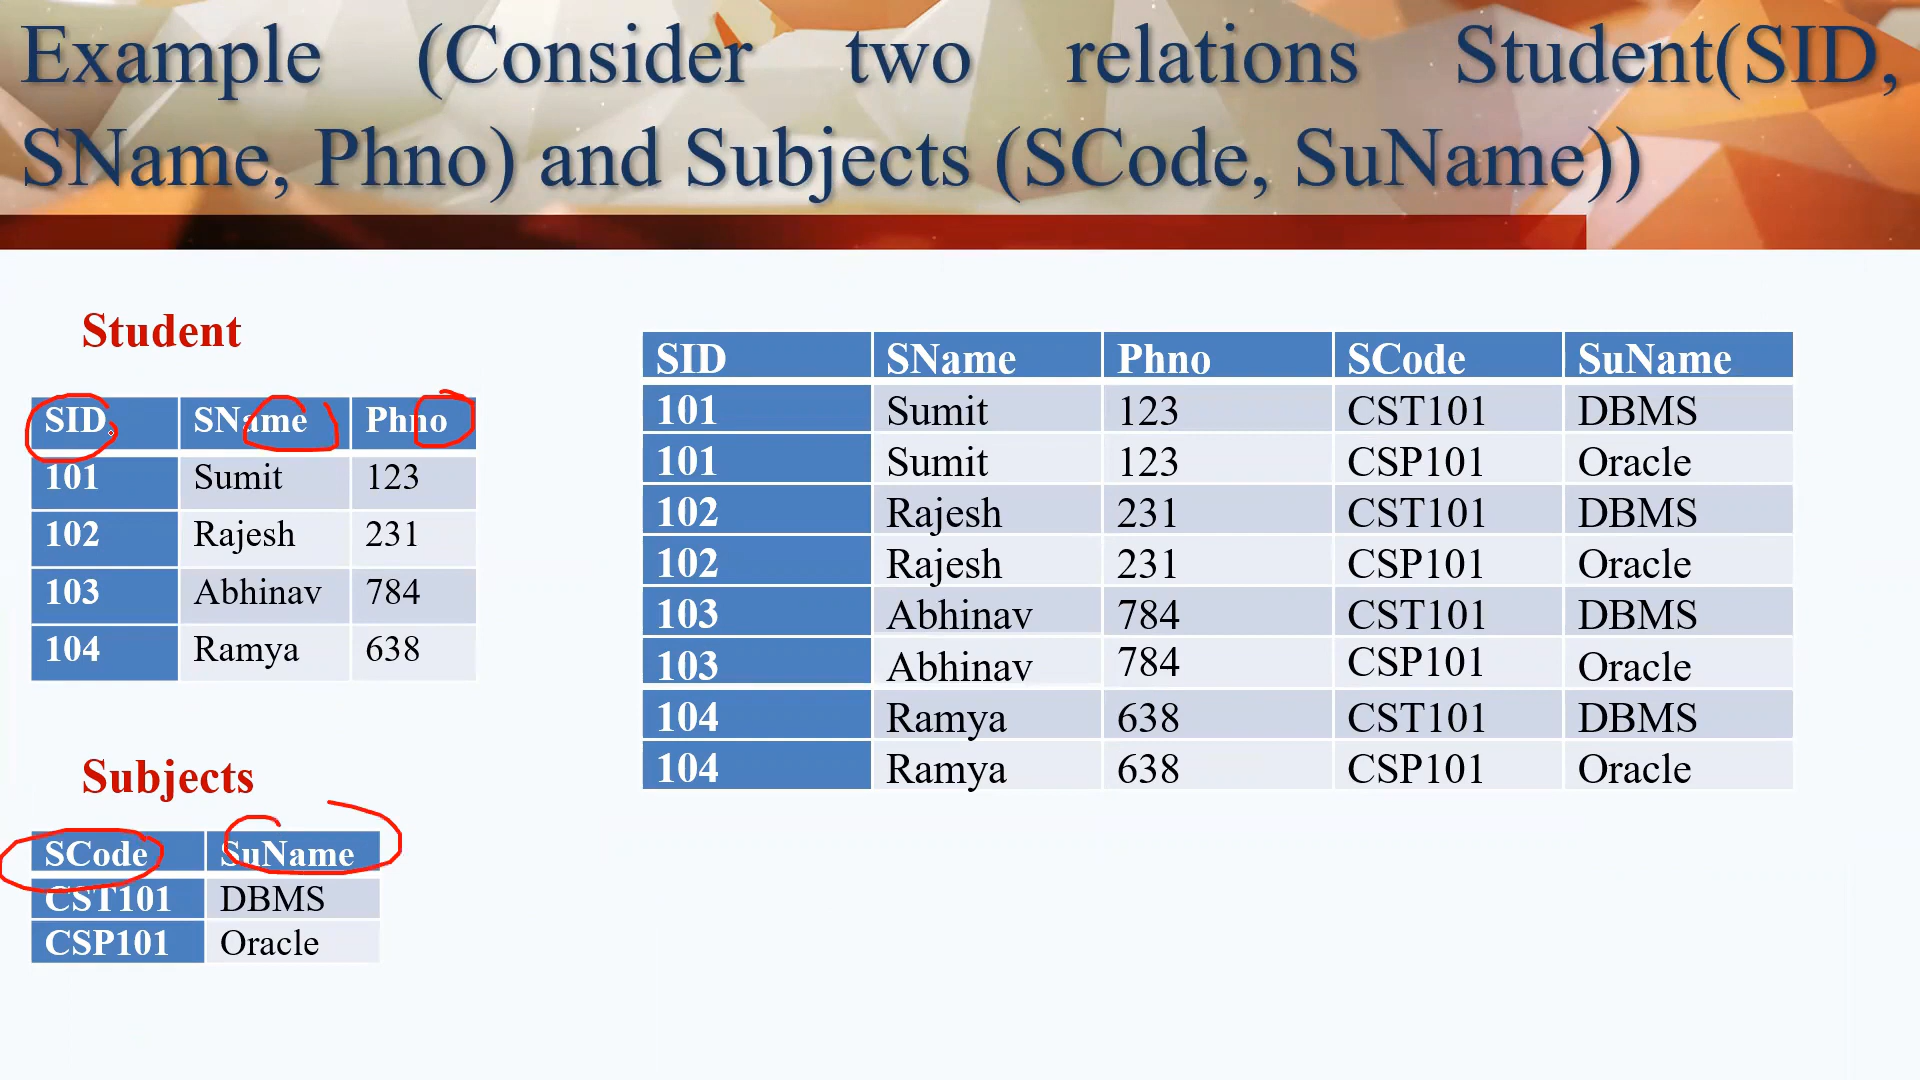 Example (Consider two relations Student(SID,
SName, Phno) and Subjects (SCode, SuName))
Student
SID SName Phno
101 Sumit 123
102 Rajesh 231
103 Abhinav 784
104 Ramya 638
Subjects
SCode SuName
CST101 DBMS
CSP101 Oracle
SID SName Phno SCode SuName
101 Sumit 123 CST101 DBMS
101 Sumit 123 CSP101 Oracle
102 Rajesh 231 CST101 DBMS
102 Rajesh 231 CSP101 Oracle
103 Abhinav 784 CST101 DBMS
103 Abhinav 784 CSP101 Oracle
104 Ramya 638 CST101 DBMS
104 Ramya 638 CSP101 Oracle